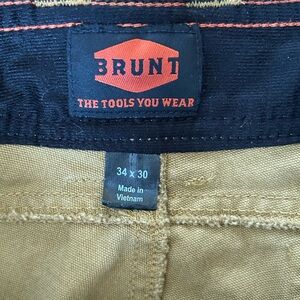 BRUNT
THE TOOLS YOU WEAR
34 x 30
Made in
Vietnam